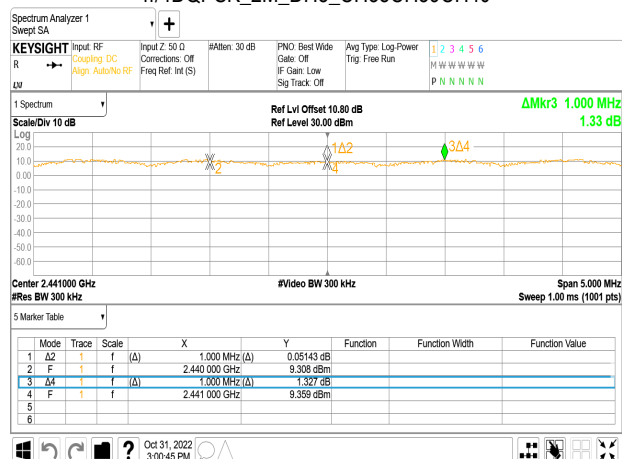 Spectrum Analyzer 1
Swept SA
KEYSIGHT Input: RF Input Z: 50 Ω #Atten: 30 dB PNO: Best Wide Avg Type: Log-Power 1 2 3 4 5 6
R Coupling: DC Corrections: Off Gate: Off Trig: Free Run M W W W W W
Align: Auto/No RF Freq Ref: Int (S) IF Gain: Low
LXI Sig Track: Off P N N N N N
1 Spectrum Ref Lvl Offset 10.80 dB ΔMkr3 1.000 MHz
Scale/Div 10 dB Ref Level 30.00 dBm 1.33 dB
Log
20.0 1Δ2 3Δ4
10.0 2 4
0.00
-10.0
-20.0
-30.0
-40.0
-50.0
-60.0
Center 2.441000 GHz #Video BW 300 kHz Span 5.000 MHz
#Res BW 300 kHz Sweep 1.00 ms (1001 pts)
5 Marker Table
Mode Trace Scale X Y Function Function Width Function Value
1 Δ2 1 f (Δ) 1.000 MHz (Δ) 0.05143 dB
2 F 1 f 2.440 000 GHz 9.308 dBm
3 Δ4 1 f (Δ) 1.000 MHz (Δ) 1.327 dB
4 F 1 f 2.441 000 GHz 9.359 dBm
5
6
? Oct 31, 2022
3:00:45 PM